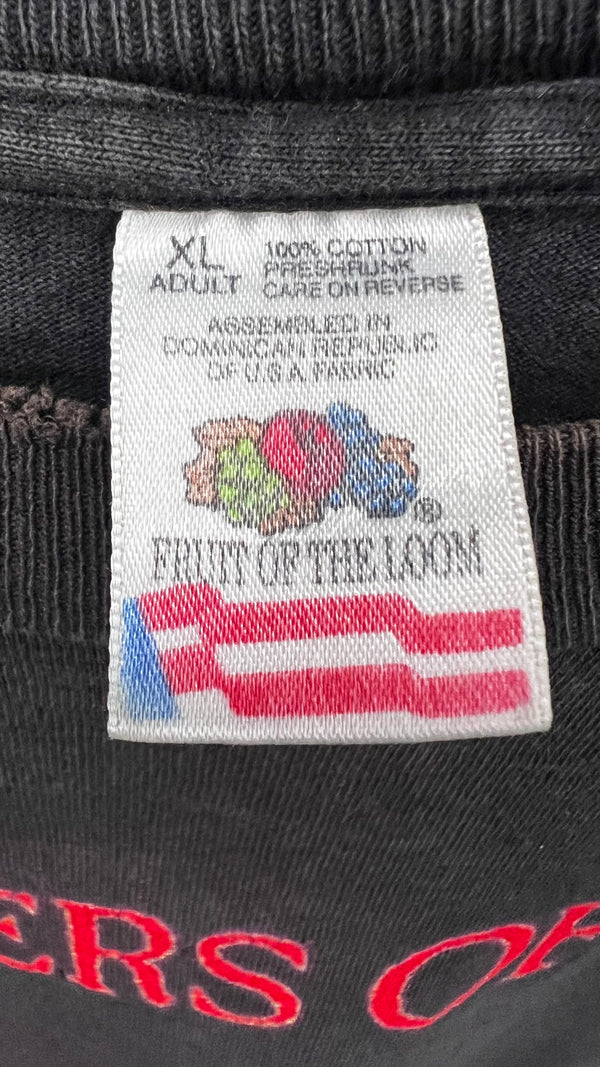 XL
ADULT
100% COTTON
PRESHRUNK
CARE ON REVERSE
ASSEMBLED IN
DOMINICAN REPUBLIC
OF U.S.A. FABRIC
®
FRUIT OF THE LOOM
ERS OF